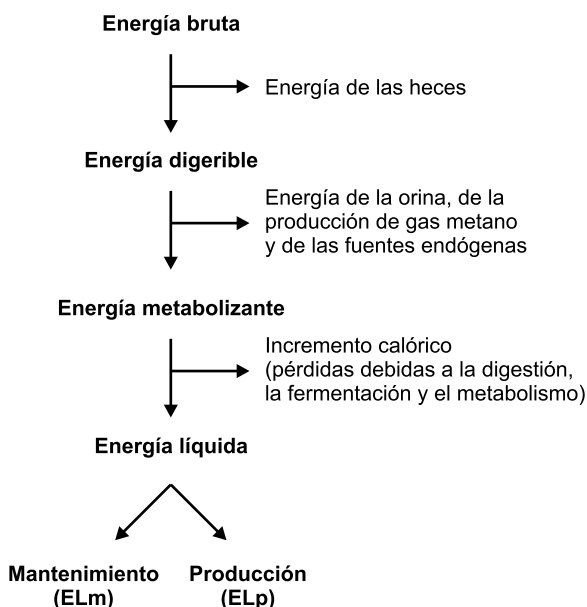 Energía bruta
Energía de las heces
Energía digerible
Energía de la orina, de la
producción de gas metano
y de las fuentes endógenas
Energía metabolizante
Incremento calórico
(pérdidas debidas a la digestión,
la fermentación y el metabolismo)
Energía líquida
Mantenimiento
(ELm)
Producción
(ELp)